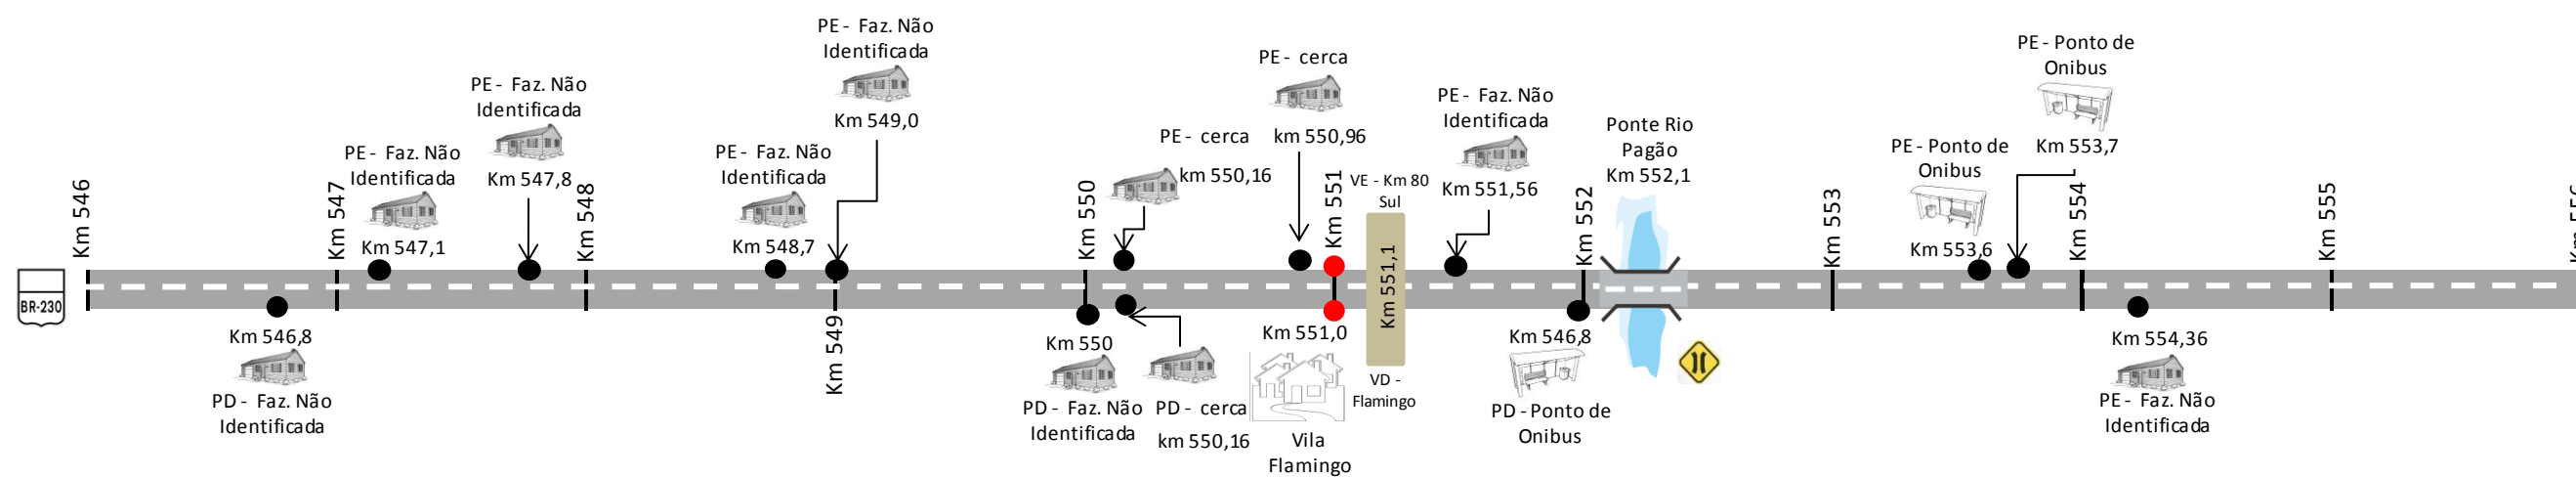 PE - Faz. Não
Identificada
Km 549,0
PE - Ponto de
Onibus
Km 553,7
PE - cerca
km 550,96
PE - Faz. Não
Identificada
Km 547,8
PE - Faz. Não
Identificada
Km 551,56
Ponte Rio
Pagão
Km 552,1
PE - cerca
km 550,16
PE - Faz. Não
Identificada
Km 547,1
PE - Faz. Não
Identificada
Km 548,7
PE - Ponto de
Onibus
Km 553,6
VE - Km 80
Sul
Km 546
Km 547
Km 548
Km 550
Km 551
Km 552
Km 553
Km 554
Km 555
BR-230
Km 551,1
Km 549
Km 546,8
PD - Faz. Não
Identificada
Km 550
PD - Faz. Não
Identificada
PD - cerca
km 550,16
Km 551,0
Vila
Flamingo
VD -
Flamingo
Km 546,8
PD - Ponto de
Onibus
Km 554,36
PE - Faz. Não
Identificada